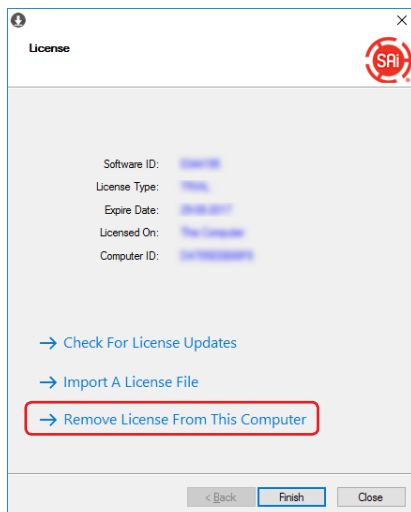 License
SAi
Software ID:
License Type:
Expire Date:
Licensed On:
Computer ID:
→ Check For License Updates
→ Import A License File
→ Remove License From This Computer
< Back Finish Close